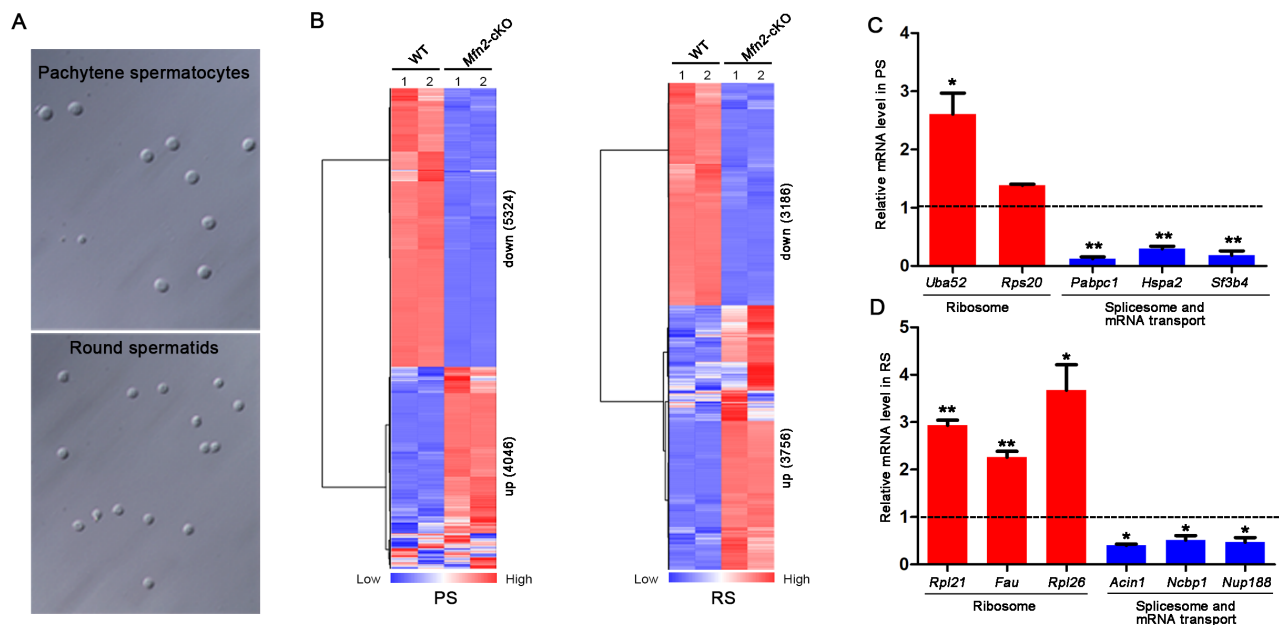 A
Pachytene spermatocytes
Round spermatids
B
WT
Mfn2-cKO
1 2 1 2
down (5324)
up (4046)
Low
High
PS
WT
Mfn2-cKO
1 2 1 2
down (3186)
up (3756)
Low
High
RS
C
Relative mRNA level in PS
4
3
2
1
0
*
**
**
**
Uba52 Rps20 Pabpc1 Hspa2 Sf3b4
Ribosome
Splicesome and
mRNA transport
D
Relative mRNA level in RS
5
4
3
2
1
0
**
**
*
*
*
*
Rpl21 Fau Rpl26 Acin1 Ncbp1 Nup188
Ribosome
Splicesome and
mRNA transport